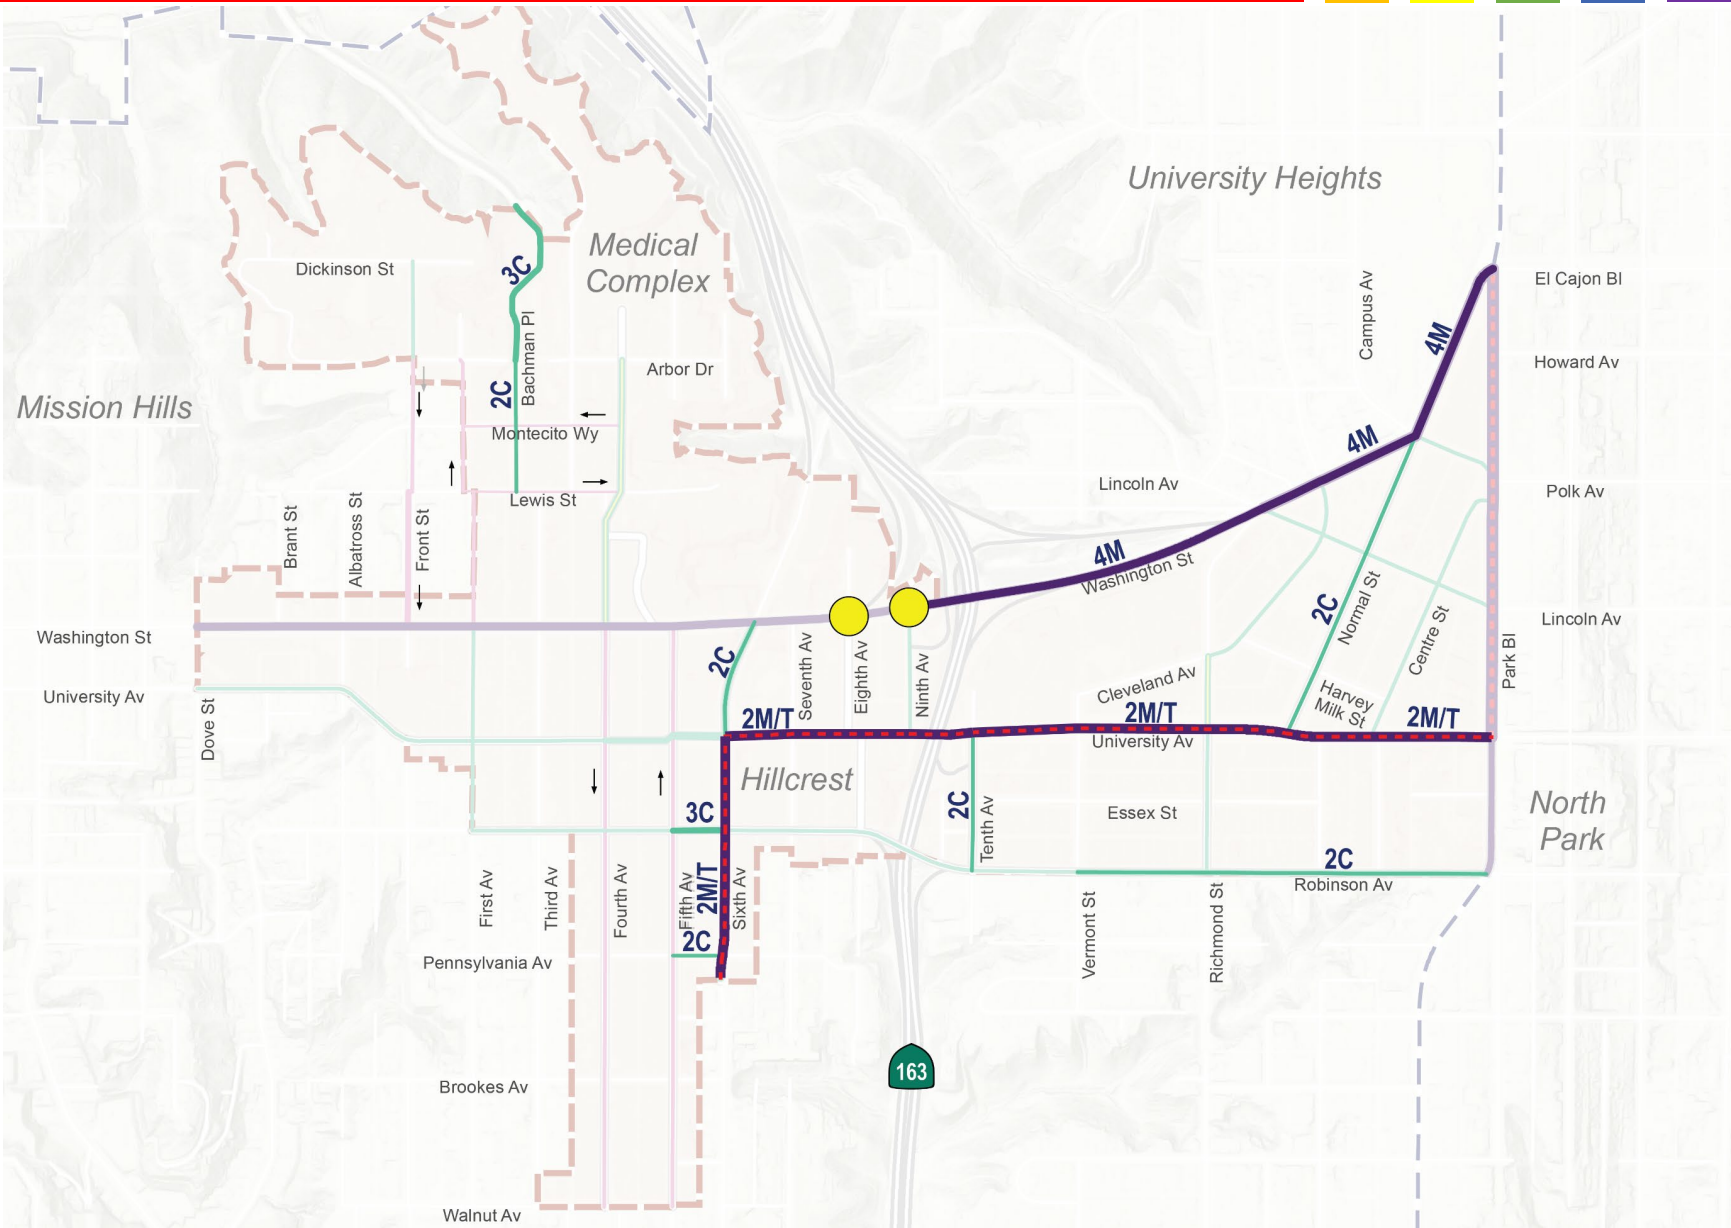 University Heights
Medical
Complex
Dickinson St
3C
El Cajon Bl
Campus Av
4M
Bachman Pl
Arbor Dr
Howard Av
2C
Mission Hills
Montecito Wy
4M
Lincoln Av
Polk Av
Lewis St
Brant St
Albatross St
Front St
4M
Washington St
2C
Normal St
Centre St
Lincoln Av
Washington St
Park Bl
2C
Seventh Av
Eighth Av
Ninth Av
Cleveland Av
Harvey
Milk St
University Av
Dove St
2M/T
2M/T
2M/T
University Av
Hillcrest
2C
Tenth Av
3C
Essex St
North
Park
2C
Robinson Av
First Av
Third Av
Fourth Av
Fifth Av
2M/T
Sixth Av
Vermont St
Richmond St
2C
Pennsylvania Av
163
Brookes Av
Walnut Av